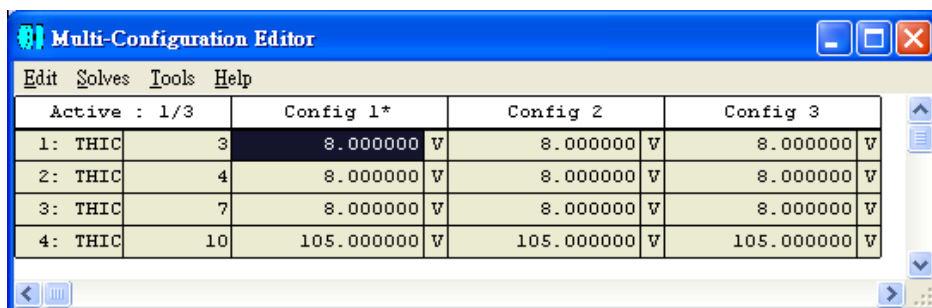 Multi-Configuration Editor
Edit Solves Tools Help
Active : 1/3 Config 1* Config 2 Config 3
1: THIC 3 8.000000 V 8.000000 V 8.000000 V
2: THIC 4 8.000000 V 8.000000 V 8.000000 V
3: THIC 7 8.000000 V 8.000000 V 8.000000 V
4: THIC 10 105.000000 V 105.000000 V 105.000000 V